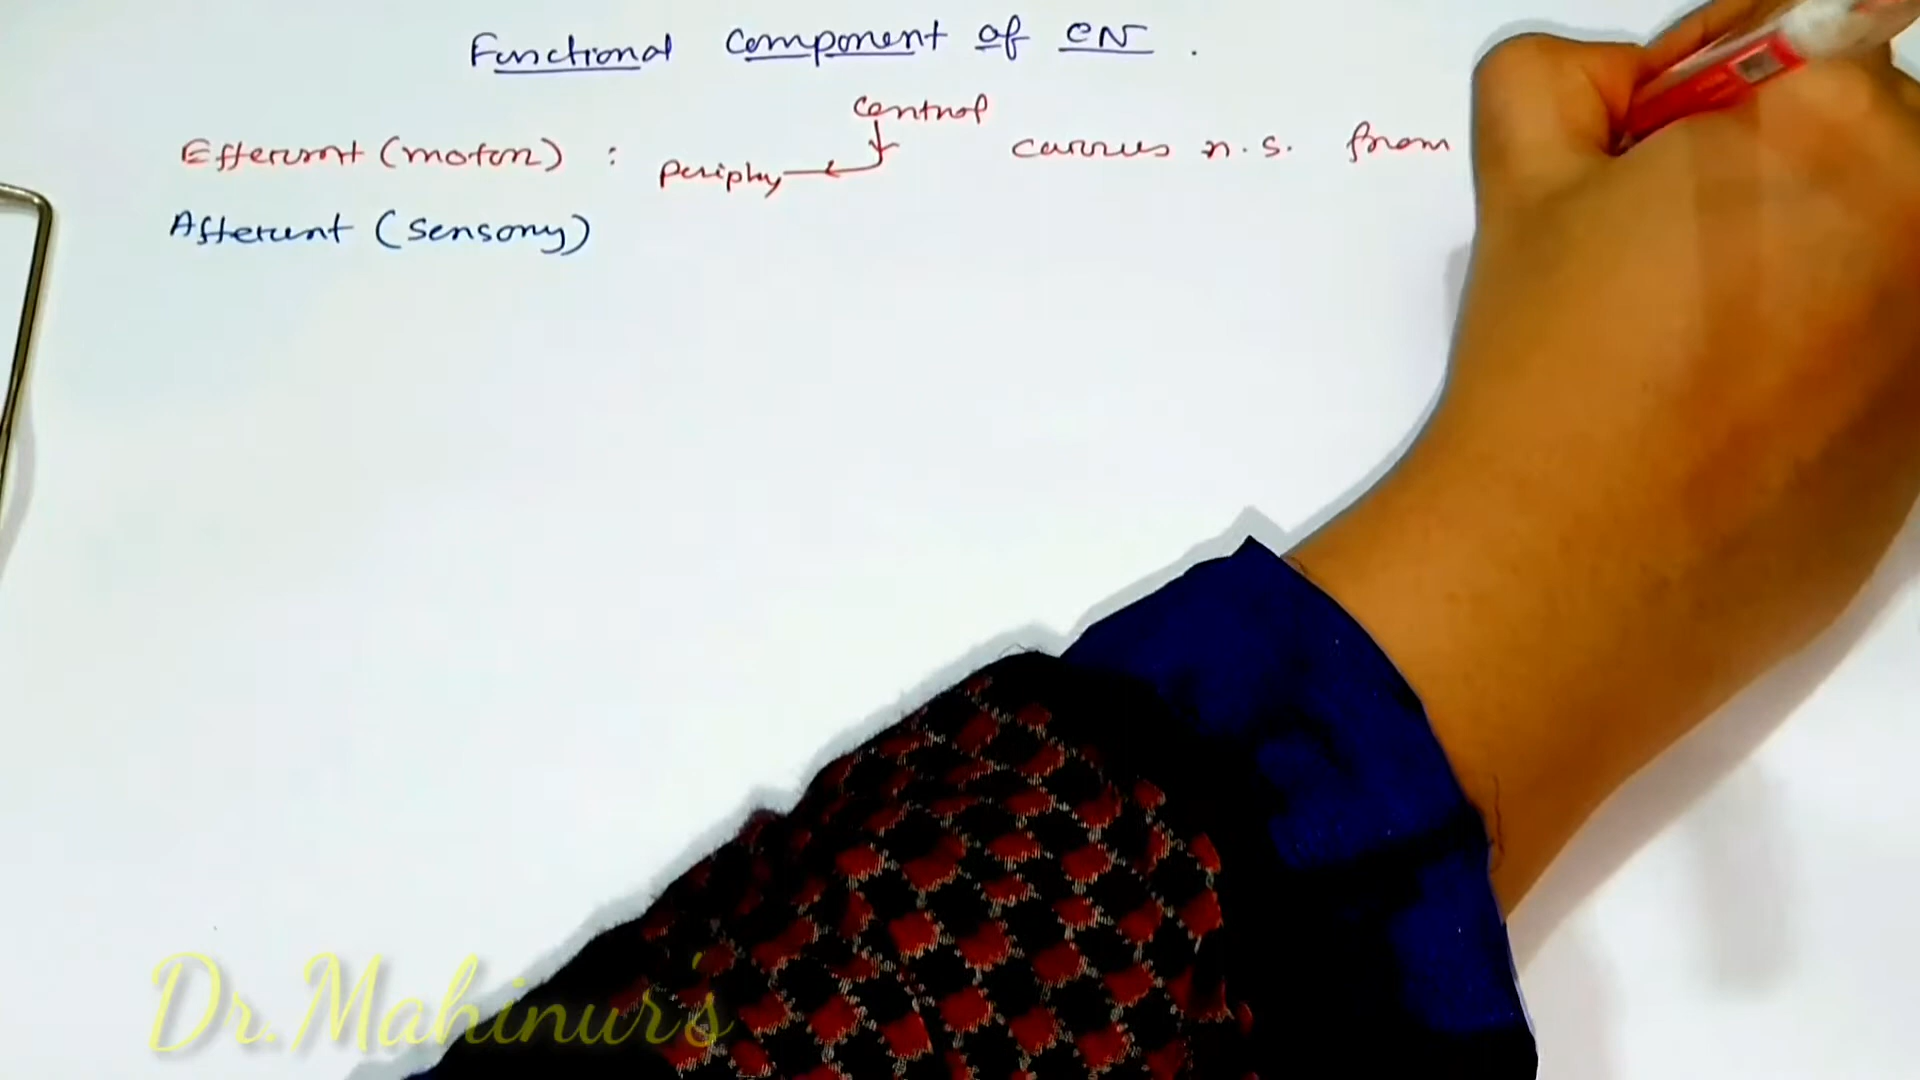 Functional component of CN.
Central
Efferent (motor) : Periphy carries n.s. from
Afferent (sensory)
Dr.Mahinur's